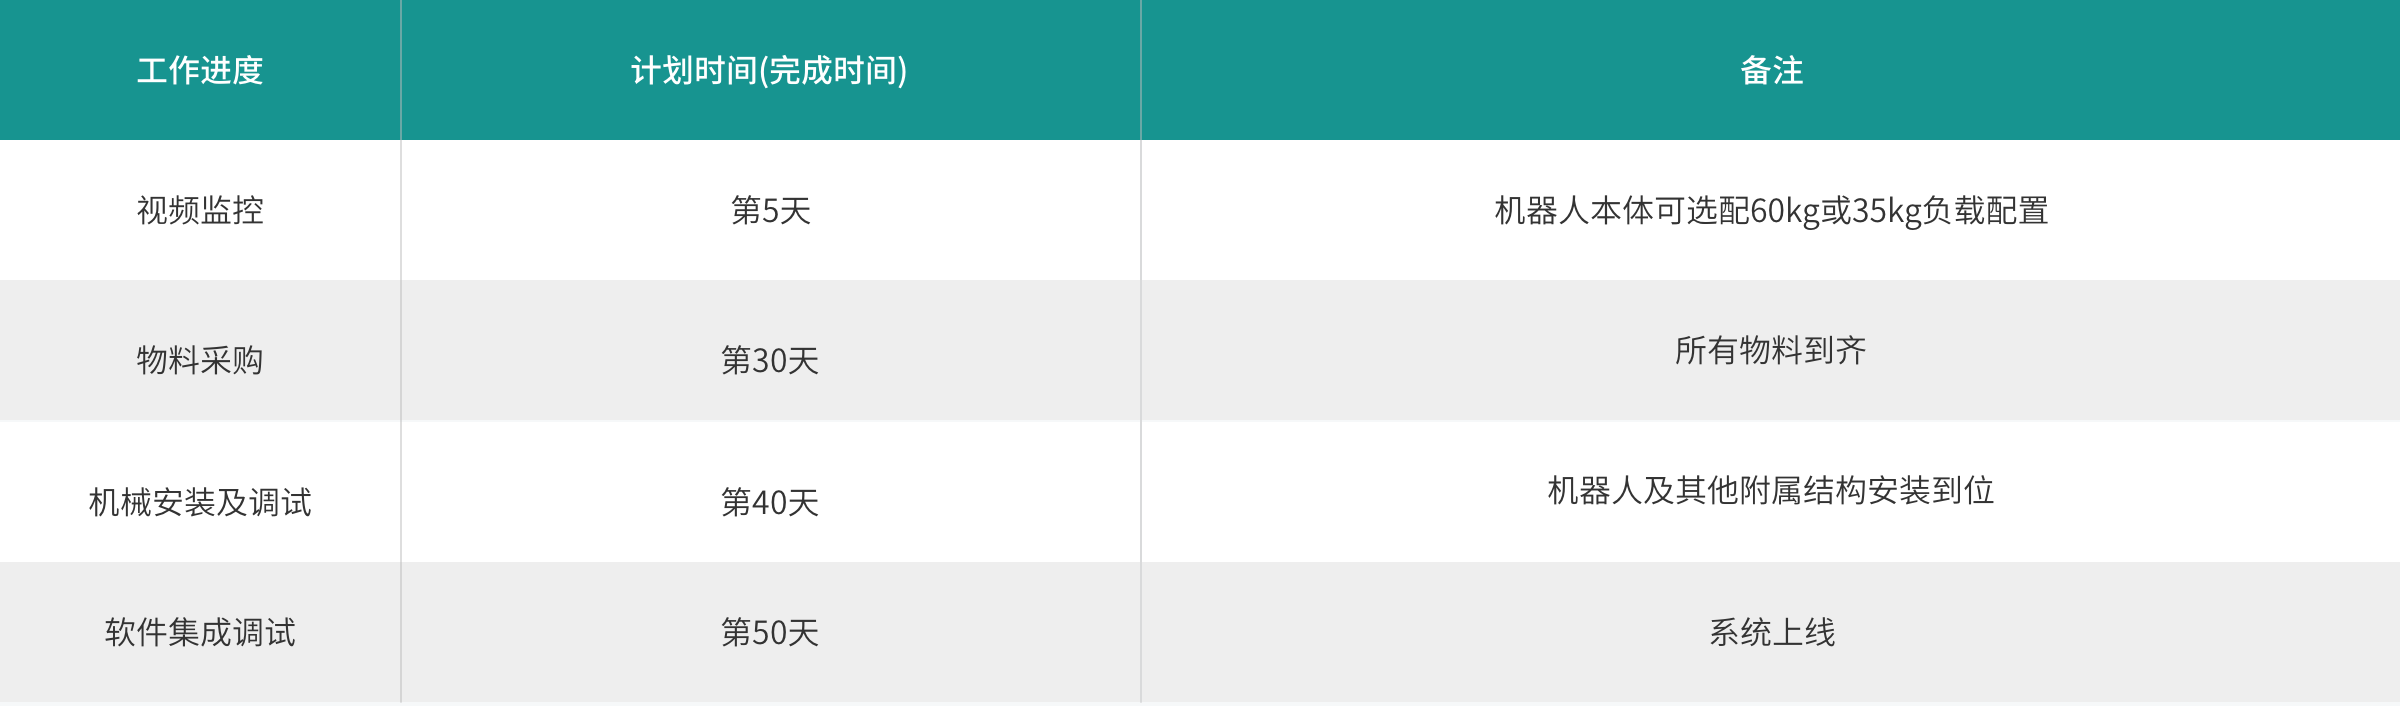 工作进度 计划时间(完成时间) 备注
视频监控 第5天 机器人本体可选配60kg或35kg负载配置
物料采购 第30天 所有物料到齐
机械安装及调试 第40天 机器人及其他附属结构安装到位
软件集成调试 第50天 系统上线